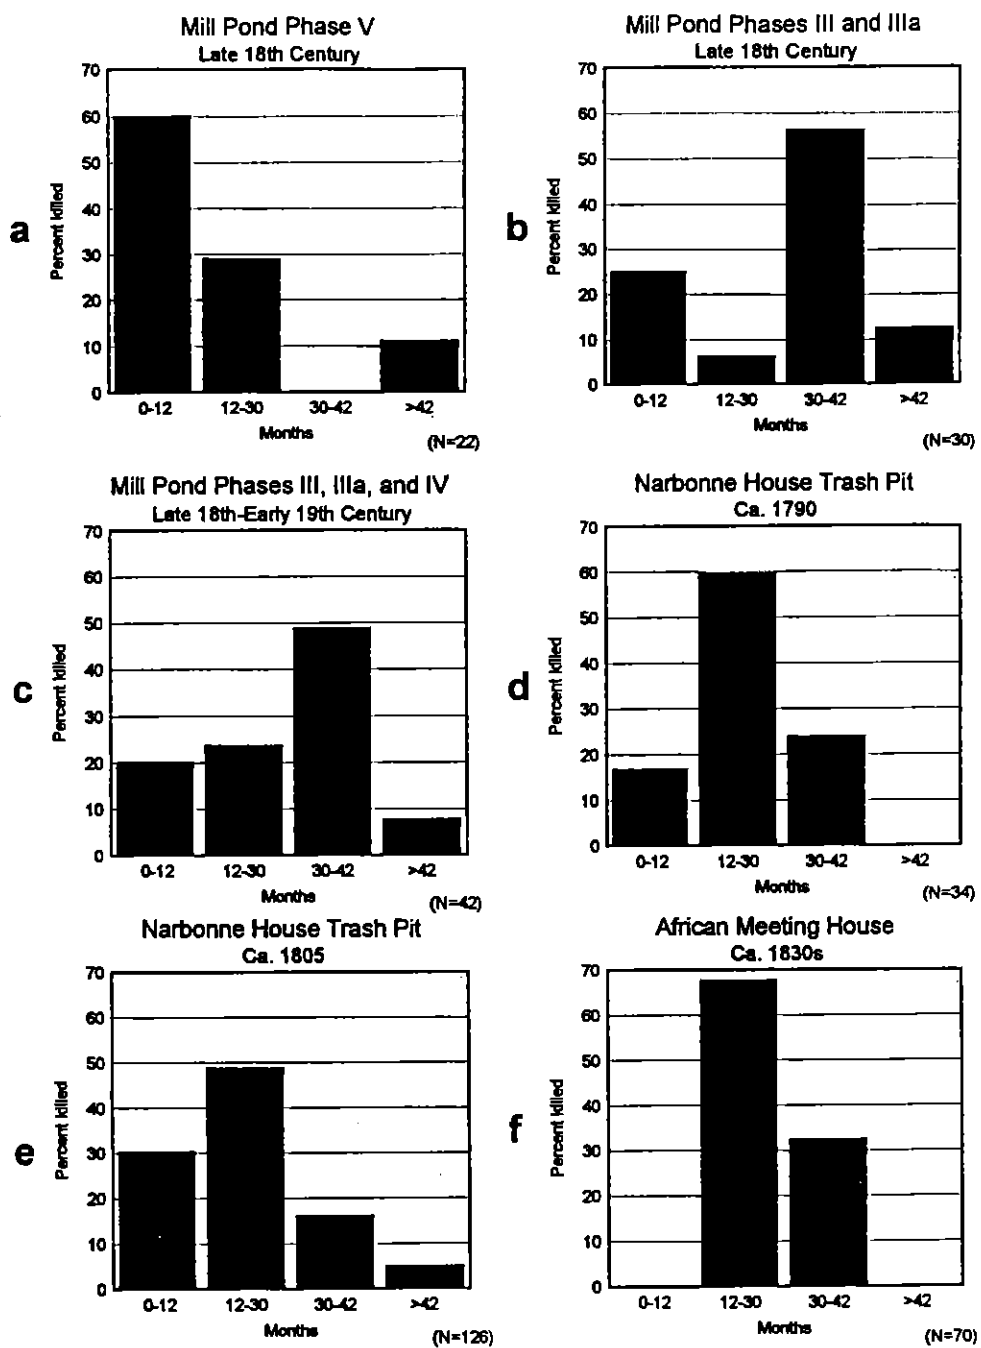 Mill Pond Phase V
Late 18th Century
70
60
50
40
30
20
10
0
Percent killed
a
0-12
12-30
30-42
>42
Months
(N=22)
Mill Pond Phases III and IIIa
Late 18th Century
70
60
50
40
30
20
10
0
Percent killed
b
0-12
12-30
30-42
>42
Months
(N=30)
Mill Pond Phases III, IIIa, and IV
Late 18th-Early 19th Century
70
60
50
40
30
20
10
0
Percent killed
c
0-12
12-30
30-42
>42
Months
(N=42)
Narbonne House Trash Pit
Ca. 1790
70
60
50
40
30
20
10
0
Percent killed
d
0-12
12-30
30-42
>42
Months
(N=34)
Narbonne House Trash Pit
Ca. 1805
70
60
50
40
30
20
10
0
Percent killed
e
0-12
12-30
30-42
>42
Months
(N=126)
African Meeting House
Ca. 1830s
70
60
50
40
30
20
10
0
Percent killed
f
0-12
12-30
30-42
>42
Months
(N=70)